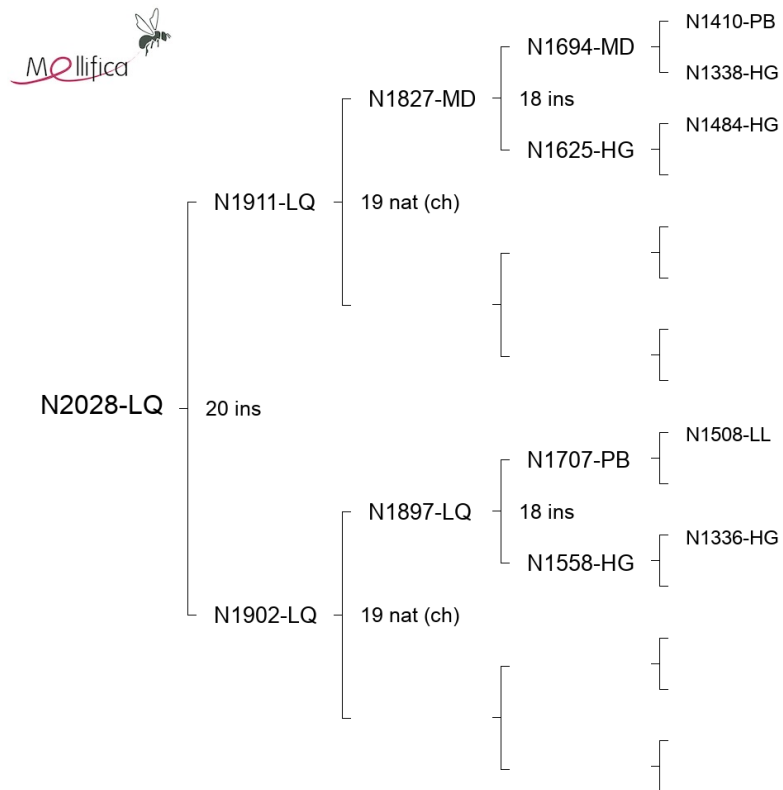 Mellifica
N1410-PB
N1694-MD
N1338-HG
N1827-MD
18 ins
N1484-HG
N1625-HG
N1911-LQ
19 nat (ch)
N2028-LQ
20 ins
N1508-LL
N1707-PB
N1897-LQ
18 ins
N1336-HG
N1558-HG
N1902-LQ
19 nat (ch)